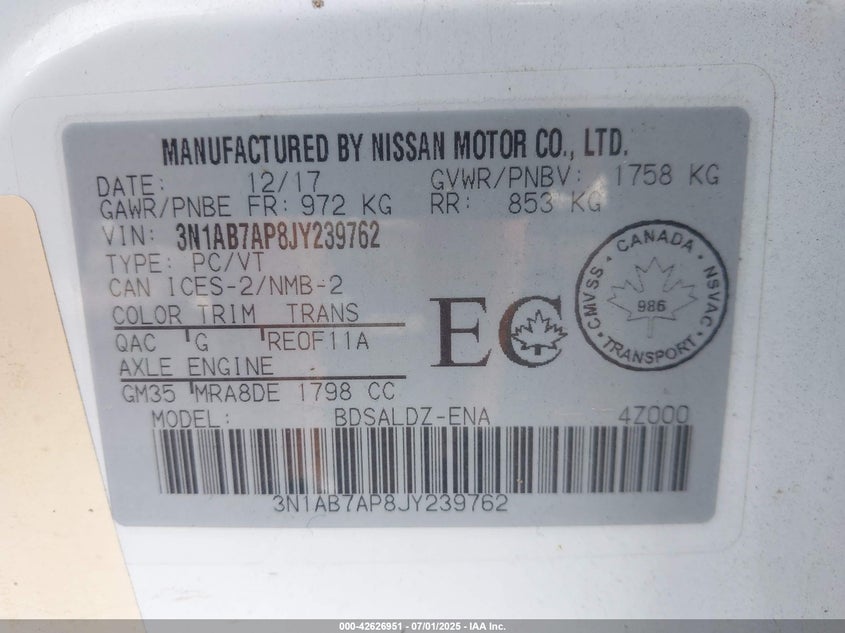 MANUFACTURED BY NISSAN MOTOR CO., LTD.
DATE: 12/17 GVWR/PNBV: 1758 KG
GAWR/PNBE FR: 972 KG RR: 853 KG
VIN: 3N1AB7AP8JY239762
TYPE: PC/VT
CAN ICES-2/NMB-2
COLOR TRIM TRANS
QAC G RE0F11A
AXLE ENGINE
GM35 MRA8DE 1798 CC
EC
CANADA
CMVSS NSVAC
986
TRANSPORT
MODEL: BDSALDZ-ENA 4Z000
3N1AB7AP8JY239762
000-42626951 - 07/01/2025 - IAA Inc.